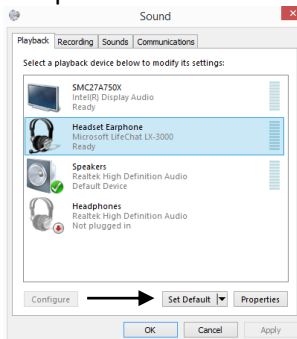 Sound
Playback Recording Sounds Communications
Select a playback device below to modify its settings:
SMC27A750X
Intel(R) Display Audio
Ready
Headset Earphone
Microsoft LifeChat LX-3000
Ready
Speakers
Realtek High Definition Audio
Default Device
Headphones
Realtek High Definition Audio
Not plugged in
Configure Set Default Properties
OK Cancel Apply